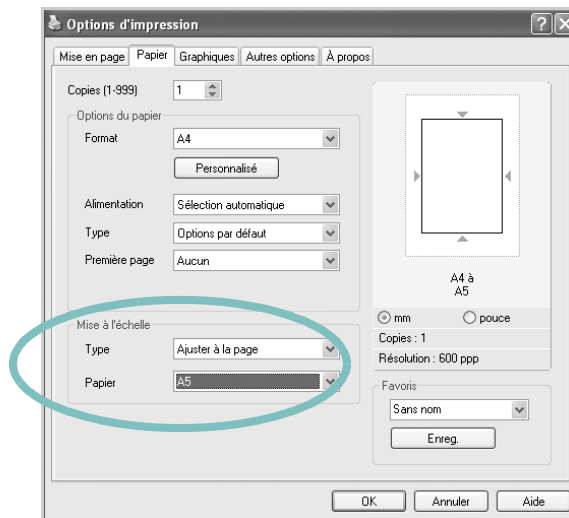 Options d'impression
Mise en page Papier Graphiques Autres options À propos
Copies (1-999) 1
Options du papier
Format A4
Personnalisé
Alimentation Sélection automatique
Type Options par défaut
Première page Aucun
Mise à l'échelle
Type Ajuster à la page
Papier A5
A4 à
A5
mm pouce
Copies : 1
Résolution : 600 ppp
Favoris
Sans nom
Enreg.
OK Annuler Aide